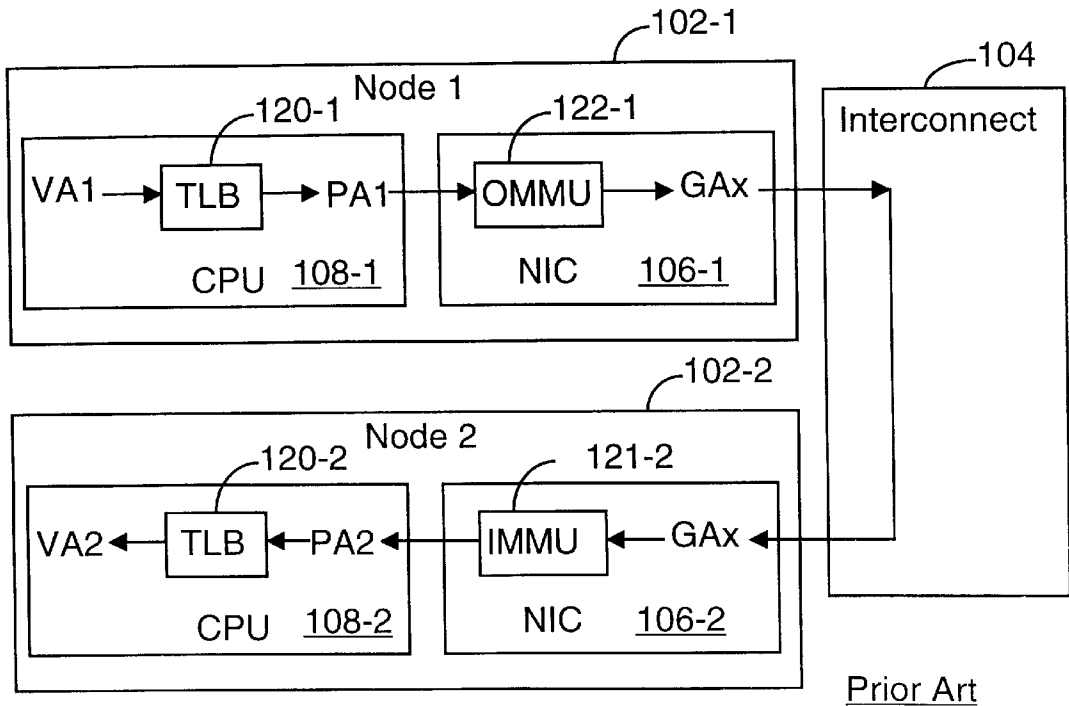 102-1
Node 1
104
120-1
122-1
Interconnect
VA1 TLB PA1 OMMU GAx
CPU 108-1 NIC 106-1
102-2
Node 2
120-2
121-2
VA2 TLB PA2 IMMU GAx
CPU 108-2 NIC 106-2
Prior Art